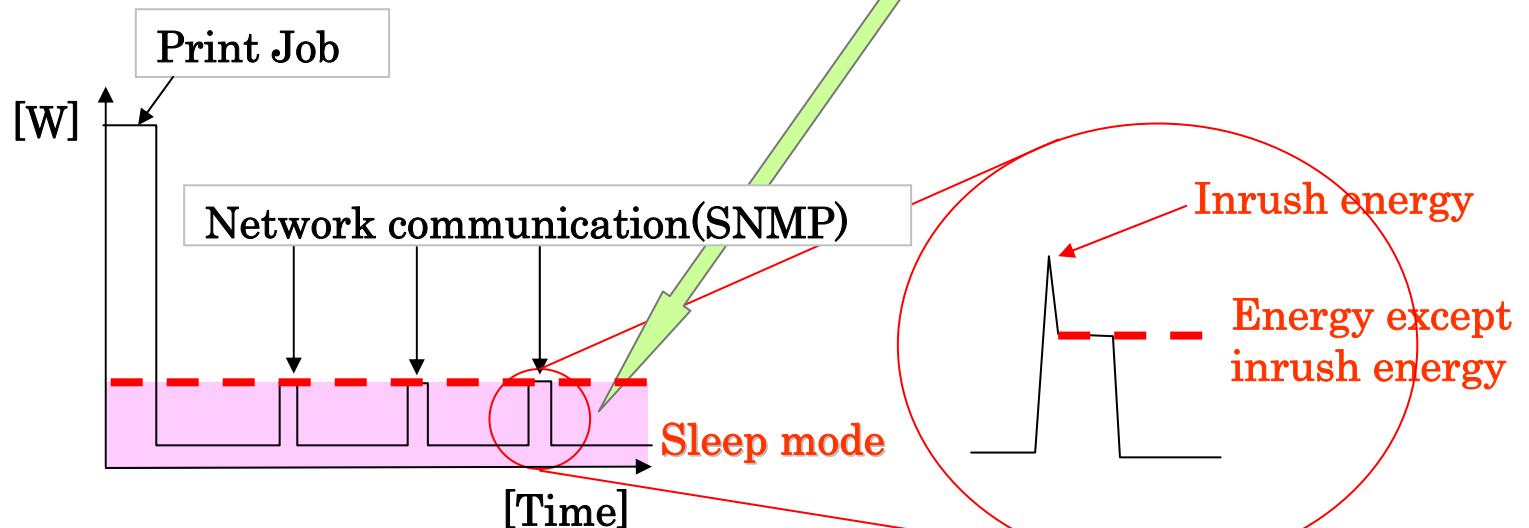 Print Job
[W]
Network communication(SNMP)
Inrush energy
Energy except
inrush energy
Sleep mode
[Time]